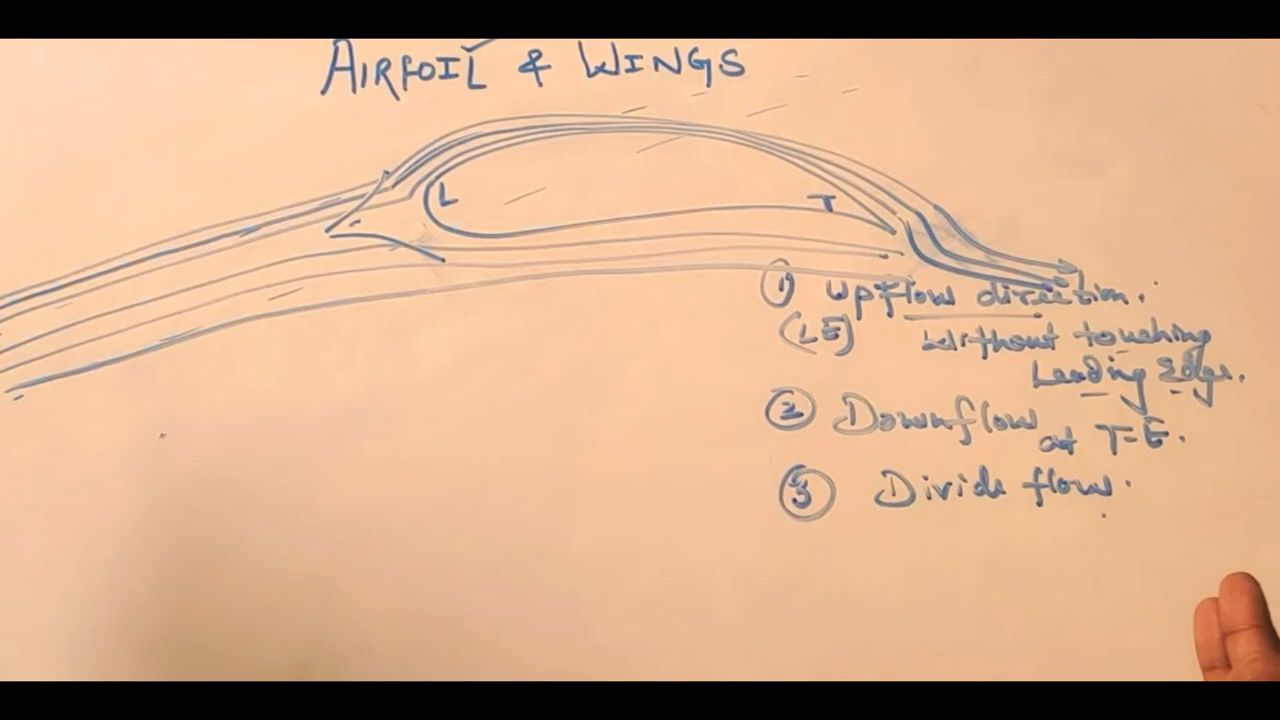 AIRFOIL & WINGS
L
T
① Upflow direction.
(LE) Without touching
Leading Edge.
② Downflow
at T-E.
③ Divide flow.